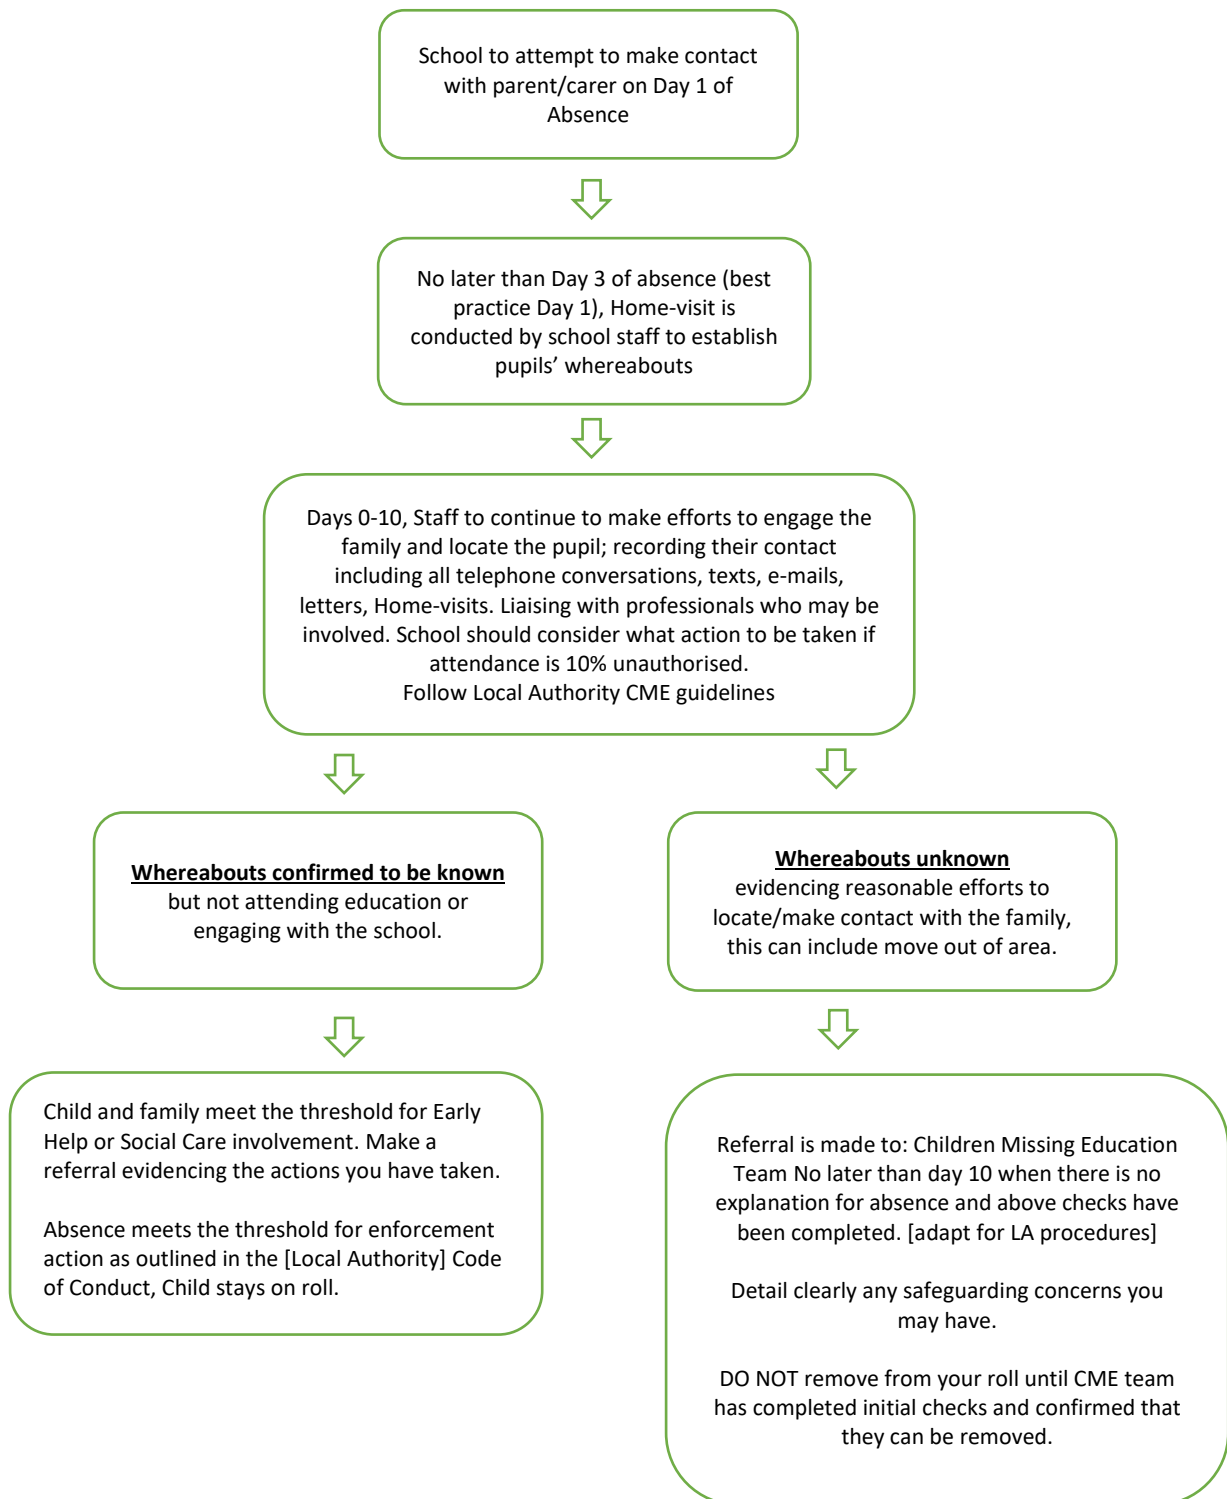 School to attempt to make contact
with parent/carer on Day 1 of
Absence
No later than Day 3 of absence (best
practice Day 1), Home-visit is
conducted by school staff to establish
pupils’ whereabouts
Days 0-10, Staff to continue to make efforts to engage the
family and locate the pupil; recording their contact
including all telephone conversations, texts, e-mails,
letters, Home-visits. Liaising with professionals who may be
involved. School should consider what action to be taken if
attendance is 10% unauthorised.
Follow Local Authority CME guidelines
Whereabouts confirmed to be known
but not attending education or
engaging with the school.
Whereabouts unknown
evidencing reasonable efforts to
locate/make contact with the family,
this can include move out of area.
Child and family meet the threshold for Early
Help or Social Care involvement. Make a
referral evidencing the actions you have taken.
Absence meets the threshold for enforcement
action as outlined in the [Local Authority] Code
of Conduct, Child stays on roll.
Referral is made to: Children Missing Education
Team No later than day 10 when there is no
explanation for absence and above checks have
been completed. [adapt for LA procedures]
Detail clearly any safeguarding concerns you
may have.
DO NOT remove from your roll until CME team
has completed initial checks and confirmed that
they can be removed.